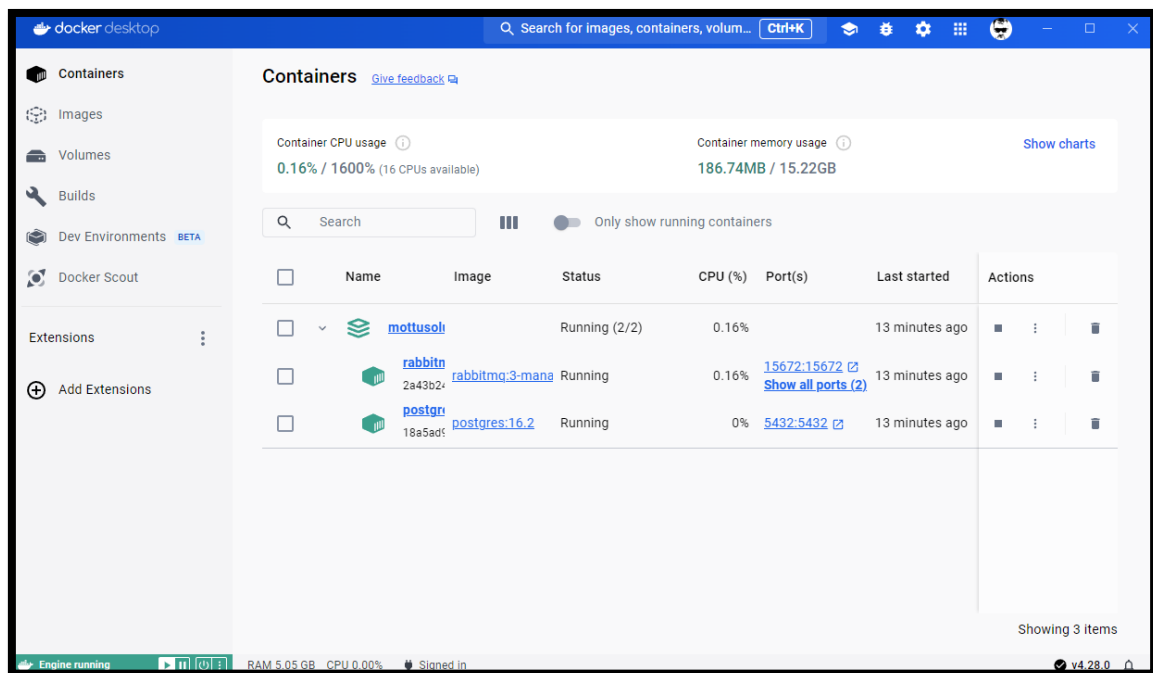 docker desktop
Search for images, containers, volum... Ctrl+K
Containers
Images
Volumes
Builds
Dev Environments BETA
Docker Scout
Extensions
Add Extensions
Containers Give feedback
Container CPU usage
0.16% / 1600% (16 CPUs available)
Container memory usage
186.74MB / 15.22GB
Show charts
Search
Only show running containers
Name Image Status CPU (%) Port(s) Last started Actions
mottusolu Running (2/2) 0.16% 13 minutes ago
rabbitm
2a43b24
rabbitmq:3-mana Running 0.16%
15672:15672
Show all ports (2)
13 minutes ago
postgre
18a5ad9
postgres:16.2 Running 0% 5432:5432 13 minutes ago
Showing 3 items
Engine running RAM 5.05 GB CPU 0.00% Signed in v4.28.0